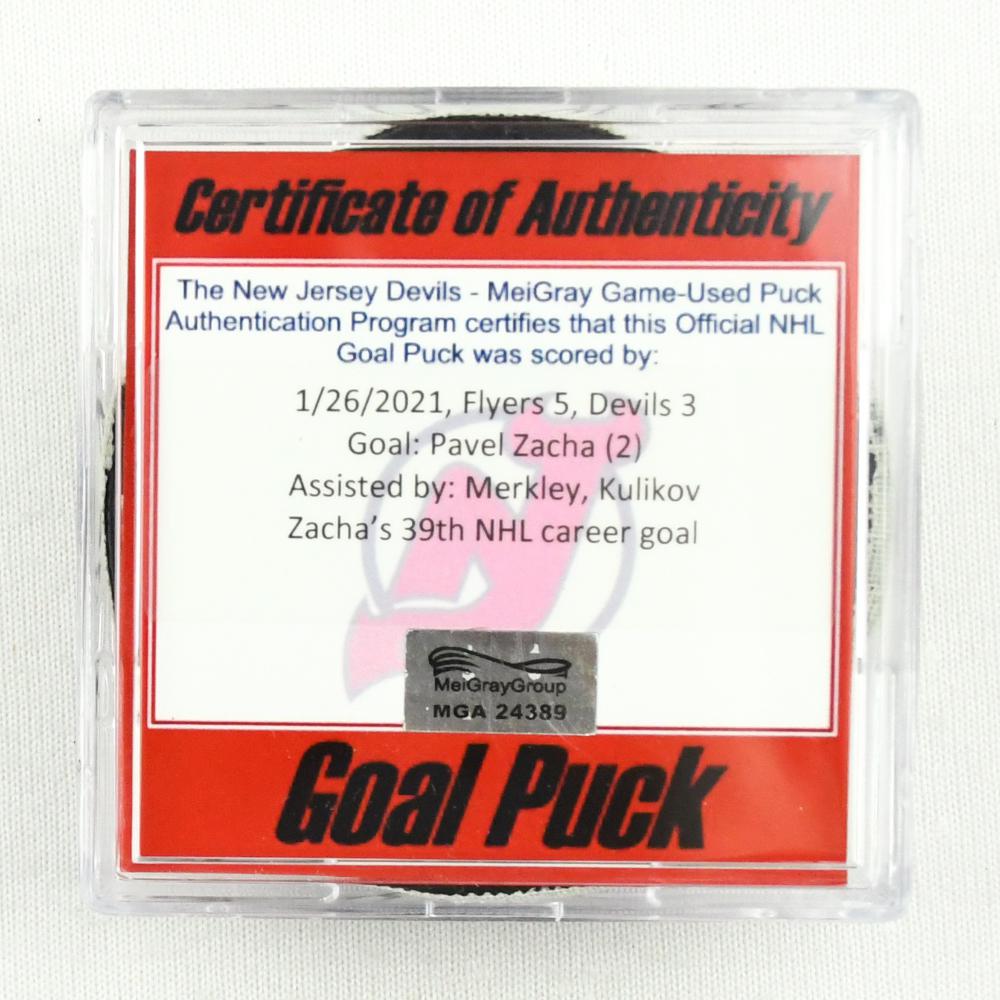 Certificate of Authenticity
The New Jersey Devils - MeiGray Game-Used Puck
Authentication Program certifies that this Official NHL
Goal Puck was scored by:
1/26/2021, Flyers 5, Devils 3
Goal: Pavel Zacha (2)
Assisted by: Merkley, Kulikov
Zacha's 39th NHL career goal
MeiGrayGroup
MGA 24389
Goal Puck